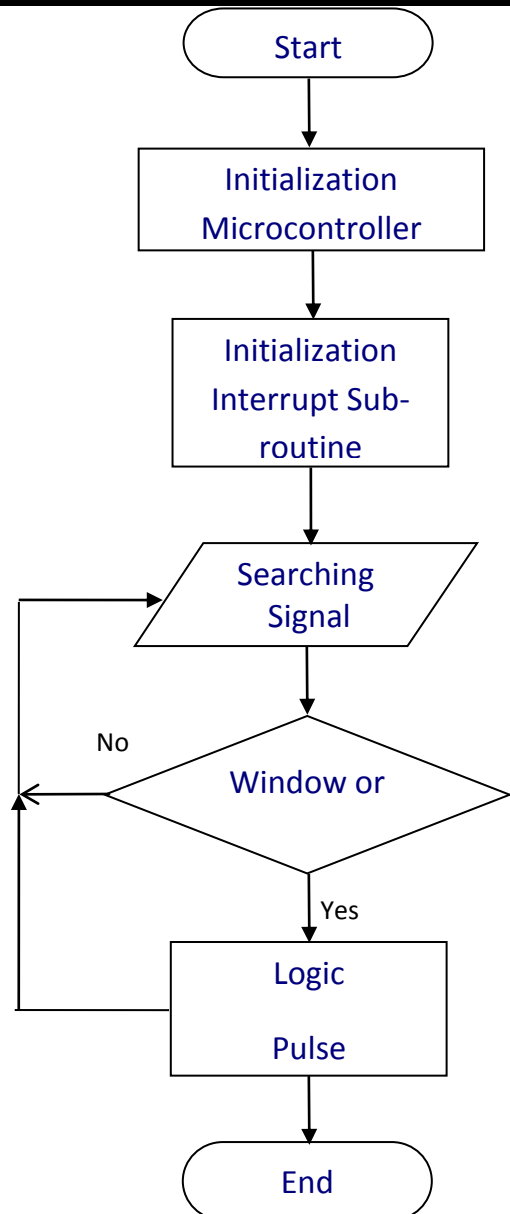 Start
Initialization
Microcontroller
Initialization
Interrupt Sub-
routine
Searching
Signal
No
Window or
Yes
Logic
Pulse
End